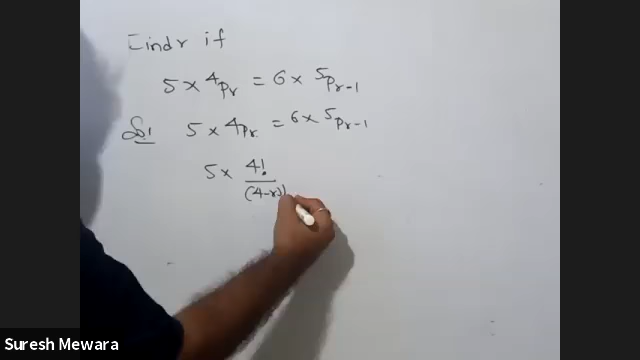 Find r if
5 × ⁴Pr = 6 × ⁵Pr-1
Sol 5 × ⁴Pr = 6 × ⁵Pr-1
5 × 4!
(4-r)
Suresh Mewara